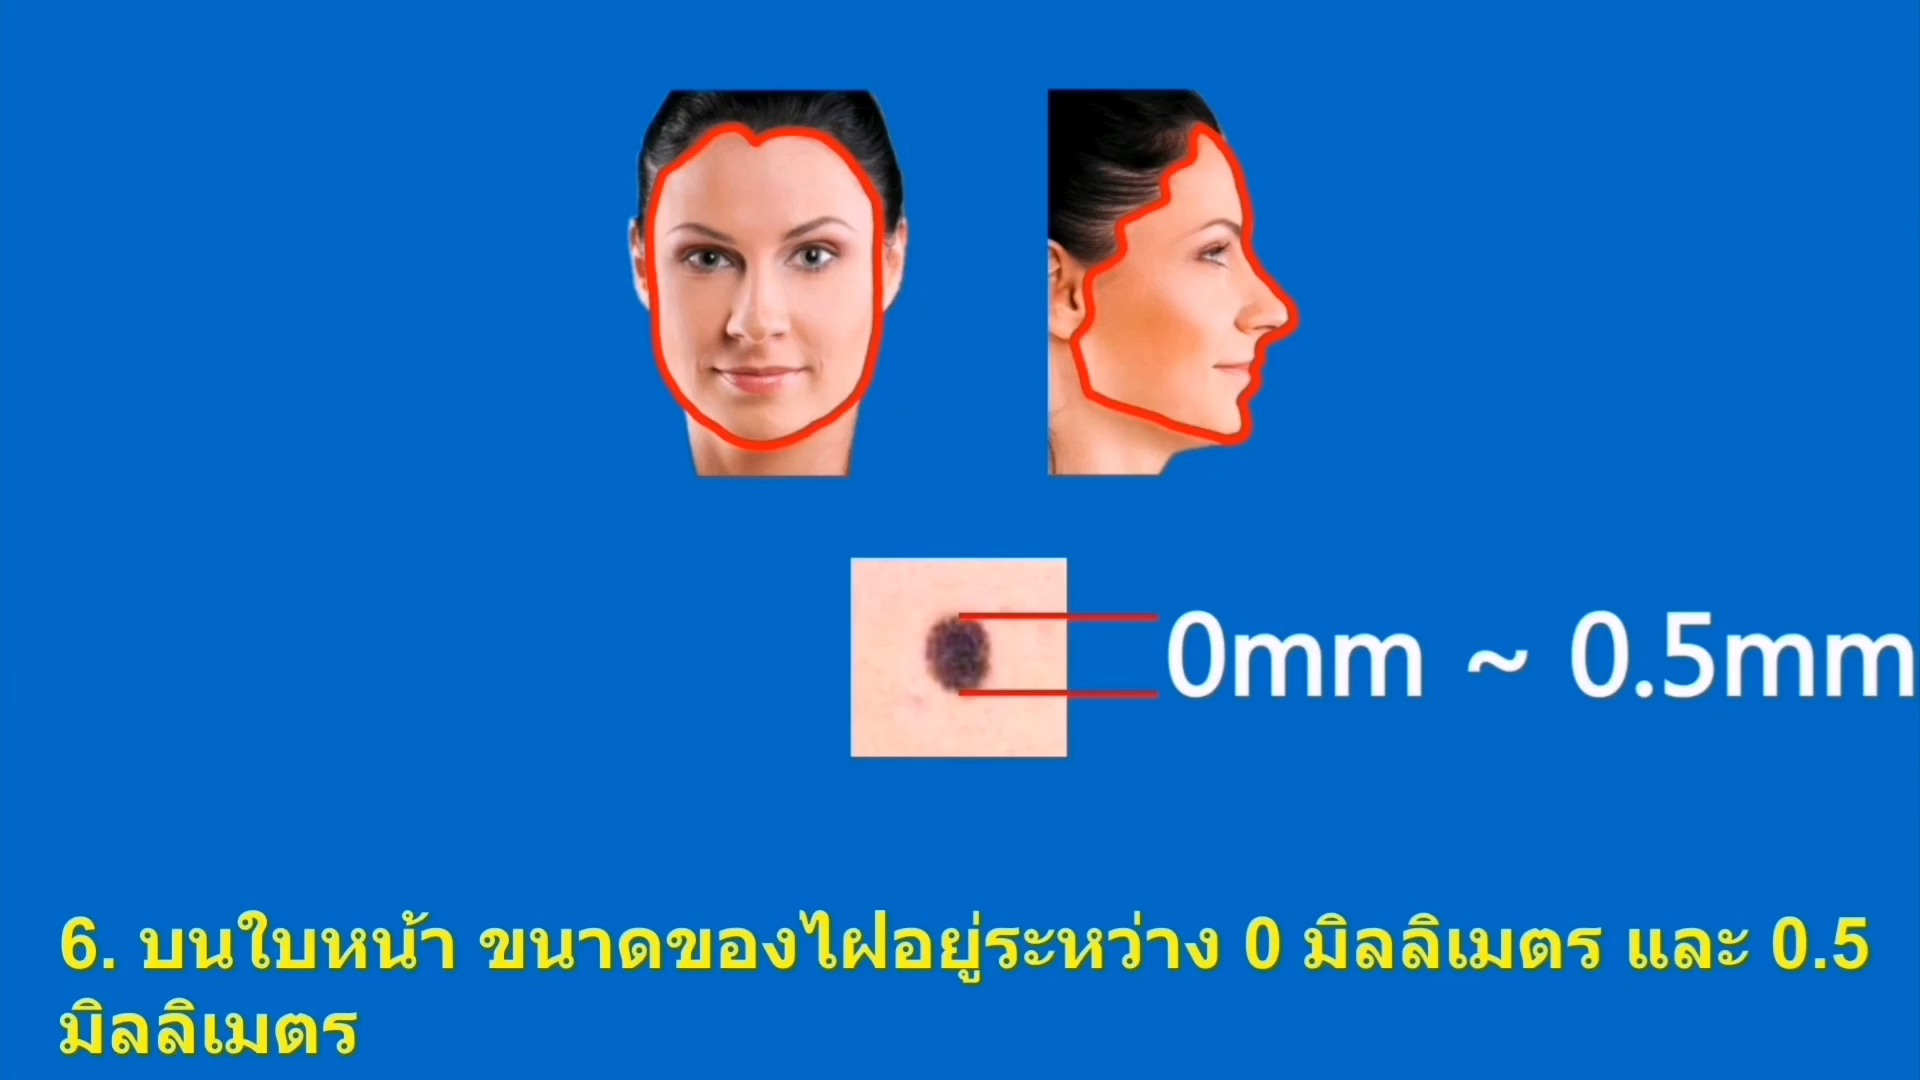 0mm ~ 0.5mm
6. บนใบหน้า ขนาดของไฝอยู่ระหว่าง 0 มิลลิเมตร และ 0.5
มิลลิเมตร